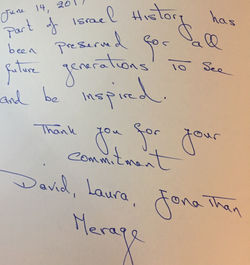 June 14, 2017
part of Israel History has
been preserved for all
future generations to see
and be inspired.
Thank you for your
commitment
David, Laura, Jonathan
Merage